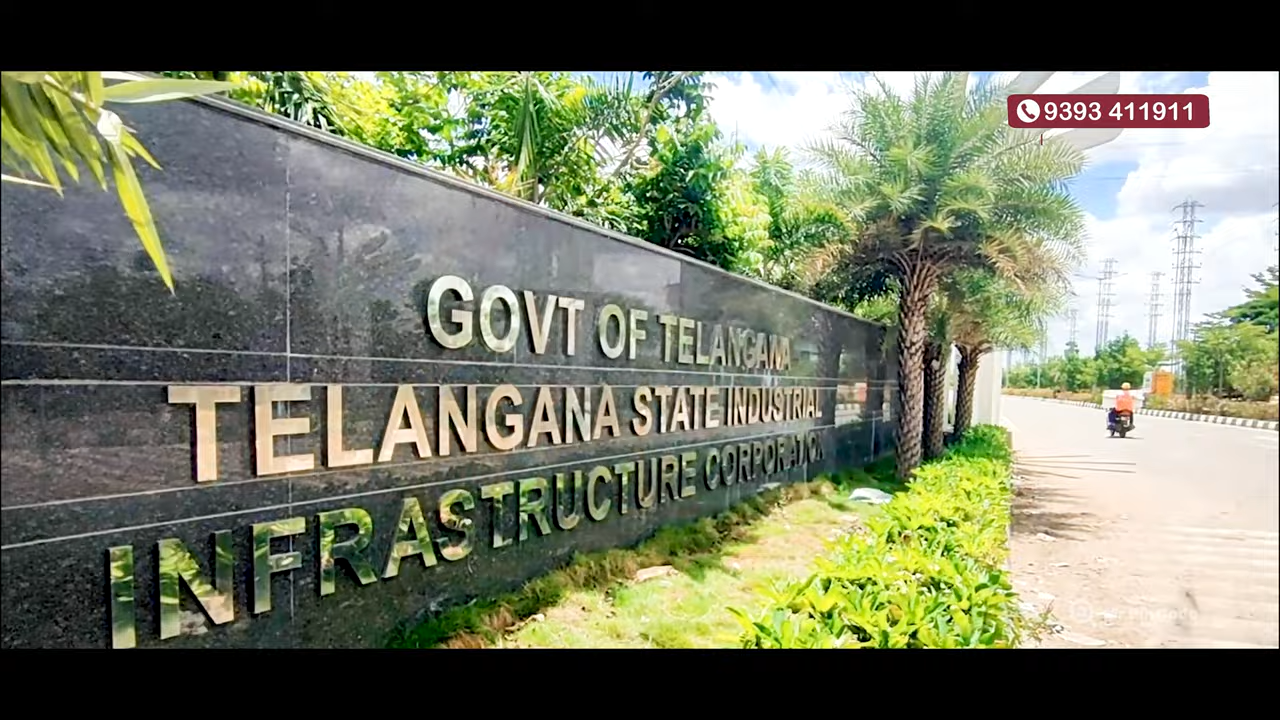 9393 411911
GOVT OF TELANGANA
TELANGANA STATE INDUSTRIAL
INFRASTRUCTURE CORPORATION